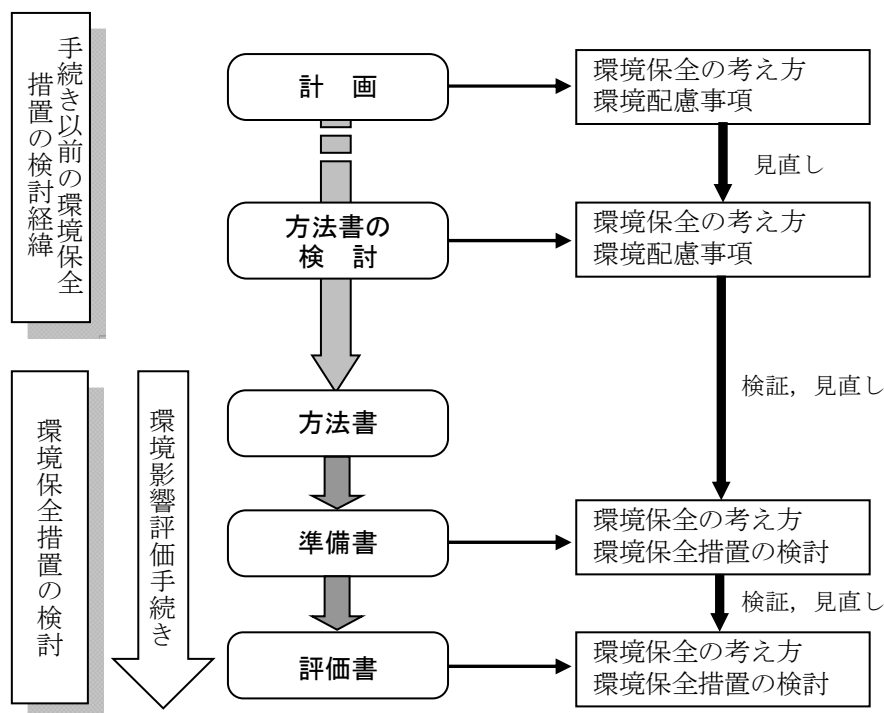 手続き以前の環境保全
措置の検討経緯
計　画
環境保全の考え方
環境配慮事項
見直し
方法書の
検　討
環境保全の考え方
環境配慮事項
検証，見直し
環境保全措置の検討
環境影響評価手続き
方法書
準備書
環境保全の考え方
環境保全措置の検討
検証，見直し
評価書
環境保全の考え方
環境保全措置の検討